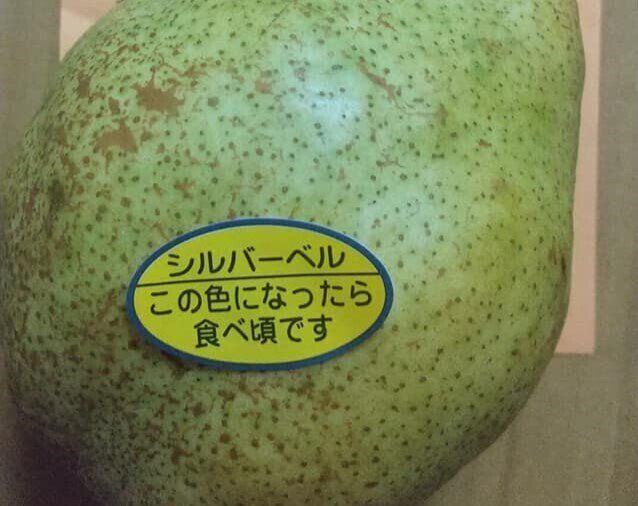 シルバーベル
この色になったら
食べ頃です